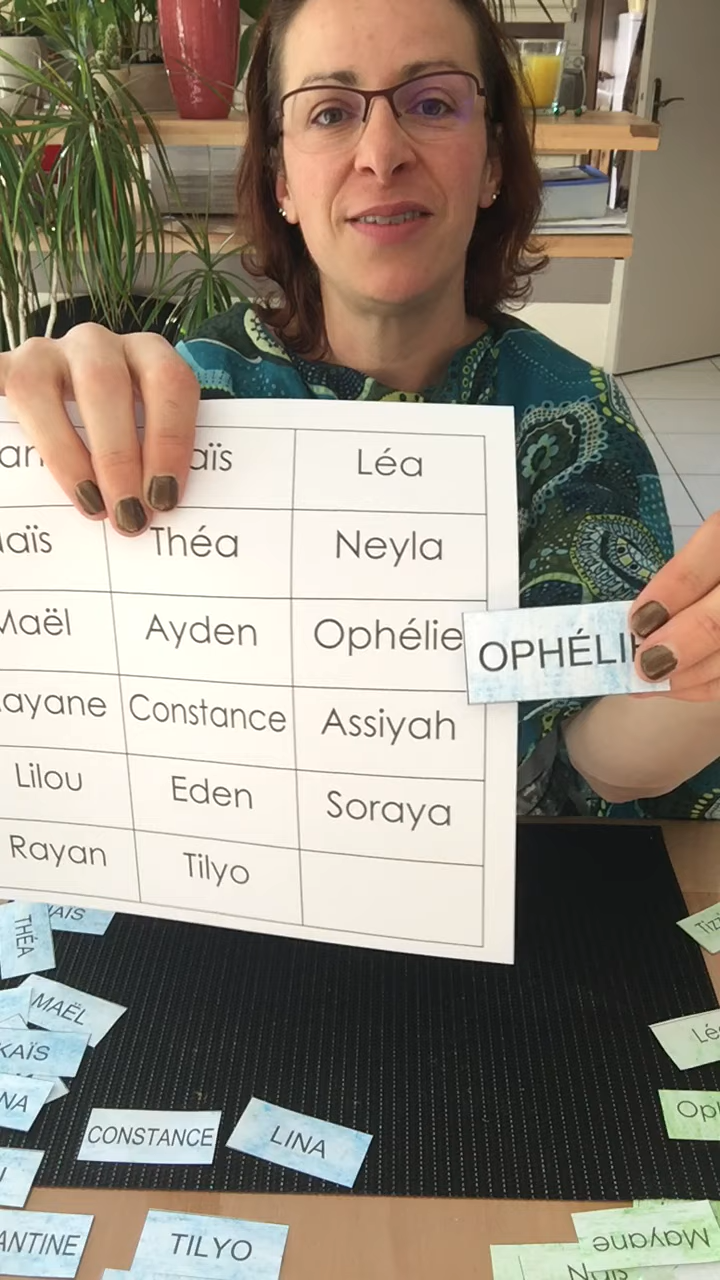 Léa
Théa Neyla
Maël Ayden Ophélie OPHÉLIE
Constance Assiyah
Lilou Eden Soraya
Rayan Tilyo
THÉA
MAËL
KAÏS
CONSTANCE LINA
TILYO
Mayane